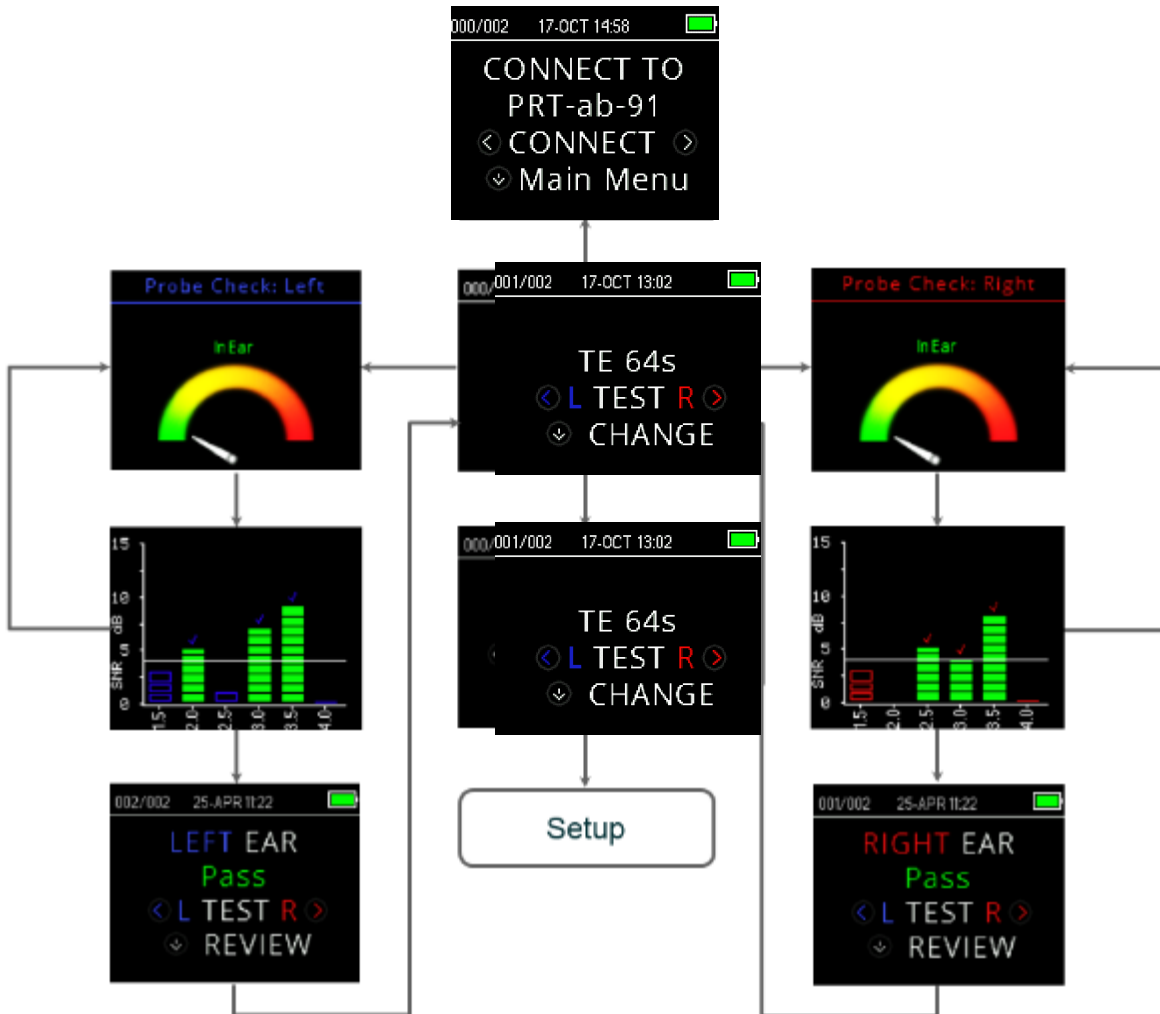 000/002 17-OCT 14:58
CONNECT TO
PRT-ab-91
CONNECT
Main Menu
Probe Check: Left
In Ear
000/001/002 17-OCT 13:02
TE 64s
L TEST R
CHANGE
Probe Check: Right
In Ear
15
10
5
0
SNR dB
1.5
2.0
2.5
3.0
3.5
4.0
000/001/002 17-OCT 13:02
TE 64s
L TEST R
CHANGE
15
10
5
0
SNR dB
1.5
2.0
2.5
3.0
3.5
4.0
002/002 25-APR 11:22
LEFT EAR
Pass
L TEST R
REVIEW
Setup
001/002 25-APR 11:22
RIGHT EAR
Pass
L TEST R
REVIEW